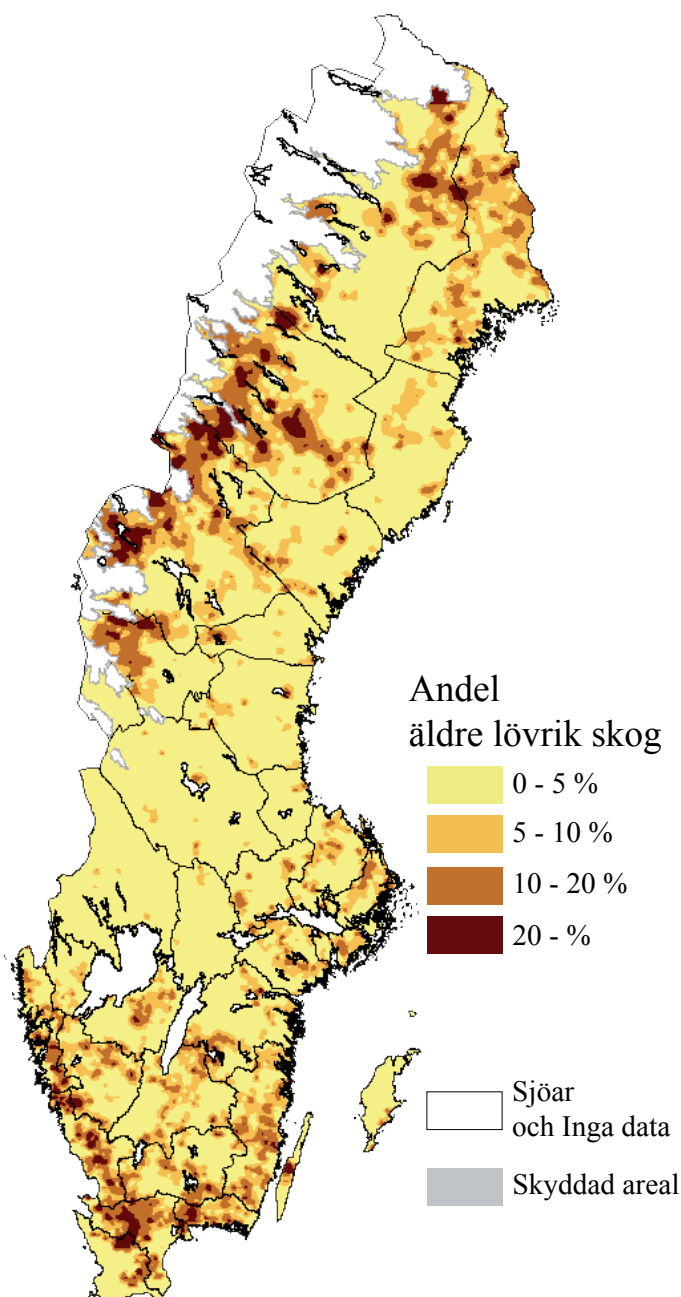 Andel
äldre lövrik skog
0 - 5 %
5 - 10 %
10 - 20 %
20 - %
Sjöar
och Inga data
Skyddad areal